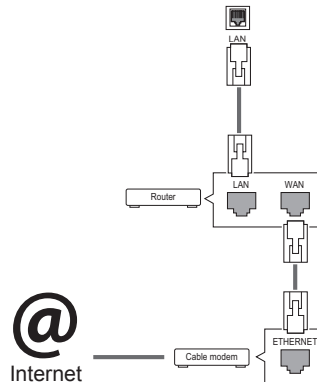 LAN
LAN WAN
Router
ETHERNET
@
Cable modem
Internet